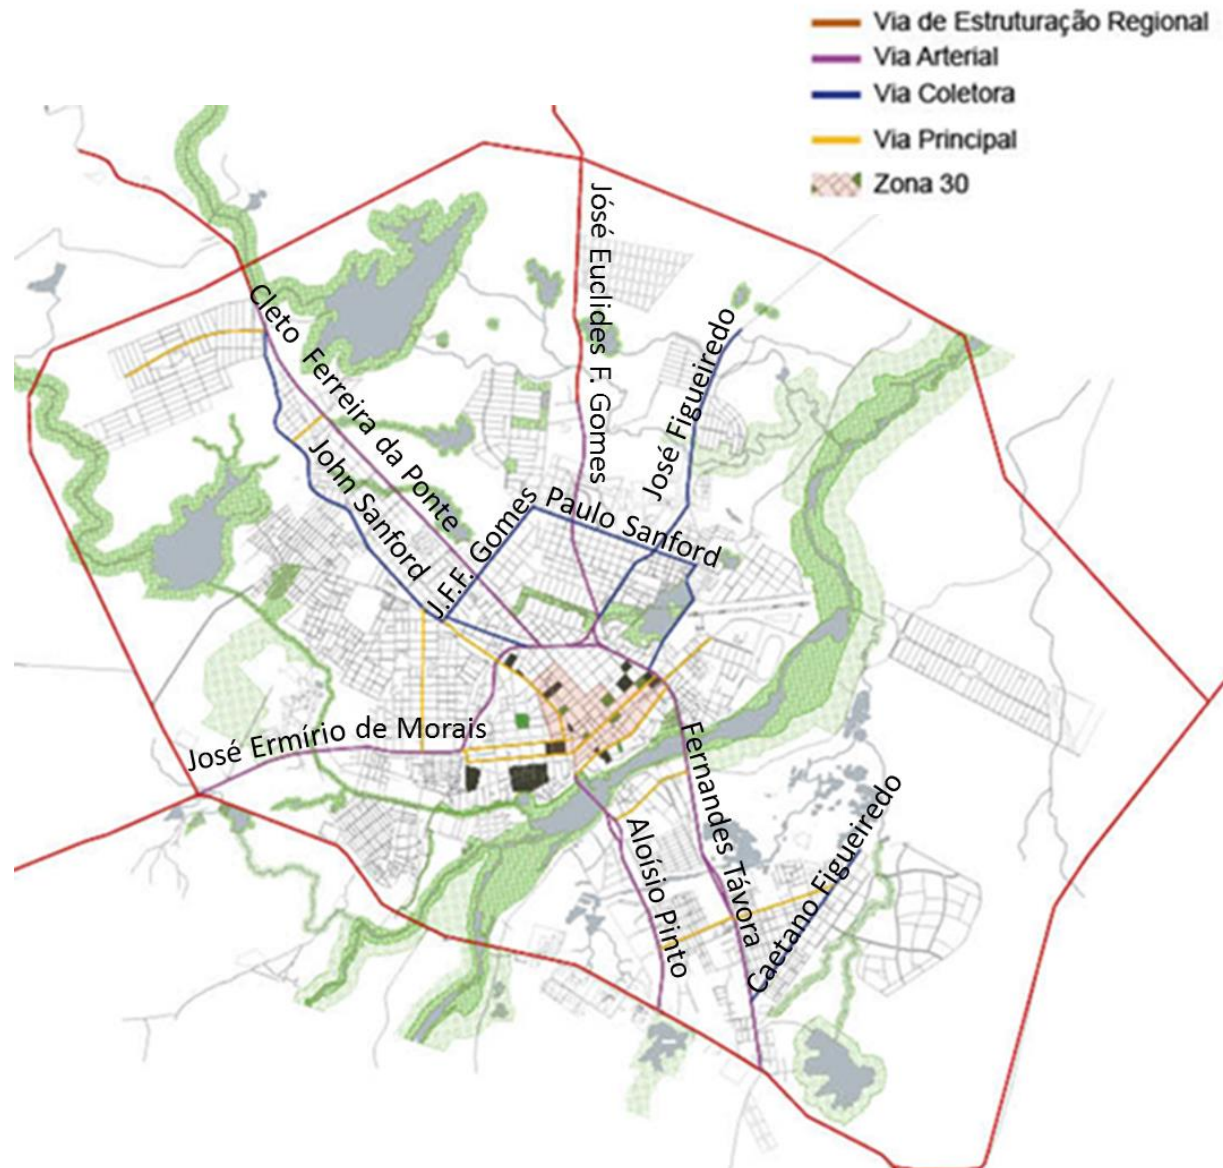 Via de Estruturação Regional
Via Arterial
Via Coletora
Via Principal
Zona 30
Jósé Euclides F. Gomes
Cleto Ferreira da Ponte
José Figueiredo
John Sanford
J.F.F. Gomes
Paulo Sanford
José Ermírio de Morais
Fernandes Távora
Aloísio Pinto
Caetano Figueiredo